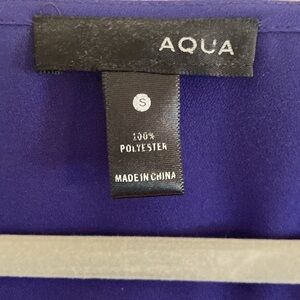 AQUA
S
100%
POLYESTER
MADE IN CHINA